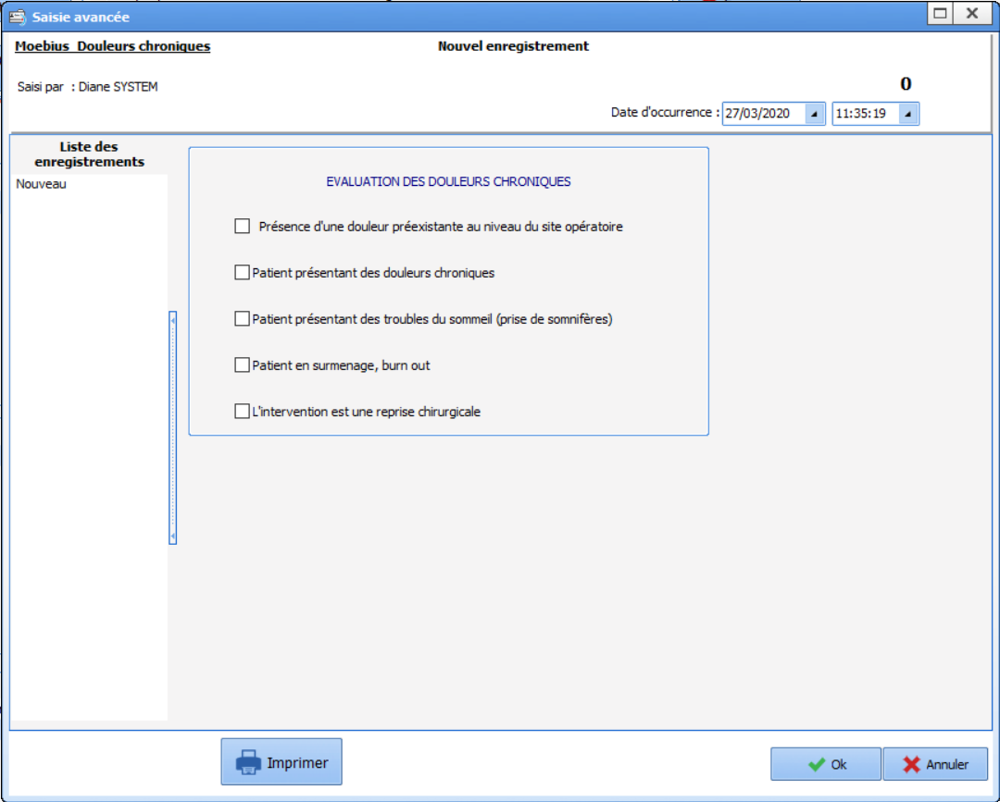 Saisie avancée
Moebius Douleurs chroniques
Nouvel enregistrement
Saisi par : Diane SYSTEM
0
Date d'occurrence : 27/03/2020 11:35:19
Liste des
enregistrements
Nouveau
EVALUATION DES DOULEURS CHRONIQUES
Présence d'une douleur préexistante au niveau du site opératoire
Patient présentant des douleurs chroniques
Patient présentant des troubles du sommeil (prise de somnifères)
Patient en surmenage, burn out
L'intervention est une reprise chirurgicale
Imprimer
Ok
Annuler